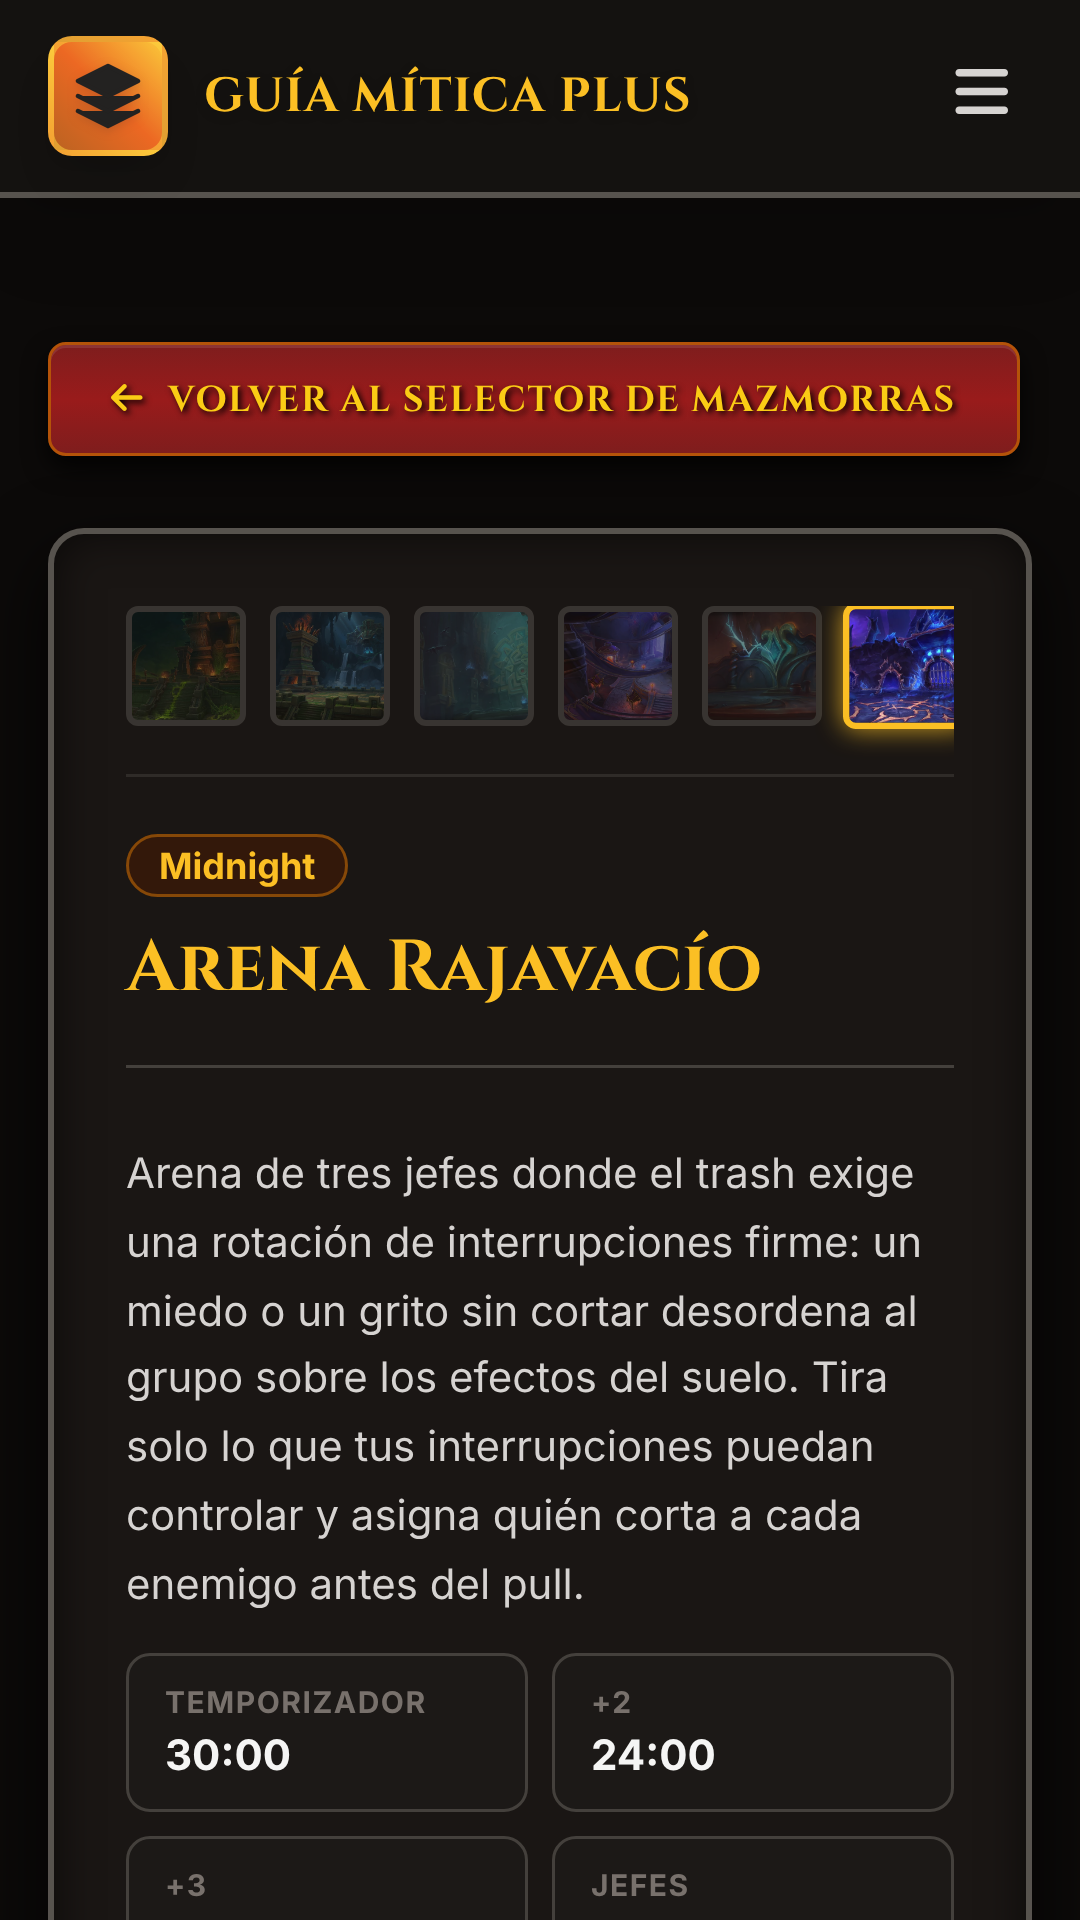 GUÍA MÍTICA PLUS
VOLVER AL SELECTOR DE MAZMORRAS
Midnight
Arena Rajavacío
Arena de tres jefes donde el trash exige
una rotación de interrupciones firme: un
miedo o un grito sin cortar desordena al
grupo sobre los efectos del suelo. Tira
solo lo que tus interrupciones puedan
controlar y asigna quién corta a cada
enemigo antes del pull.
TEMPORIZADOR
30:00
+2
24:00
+3
JEFES